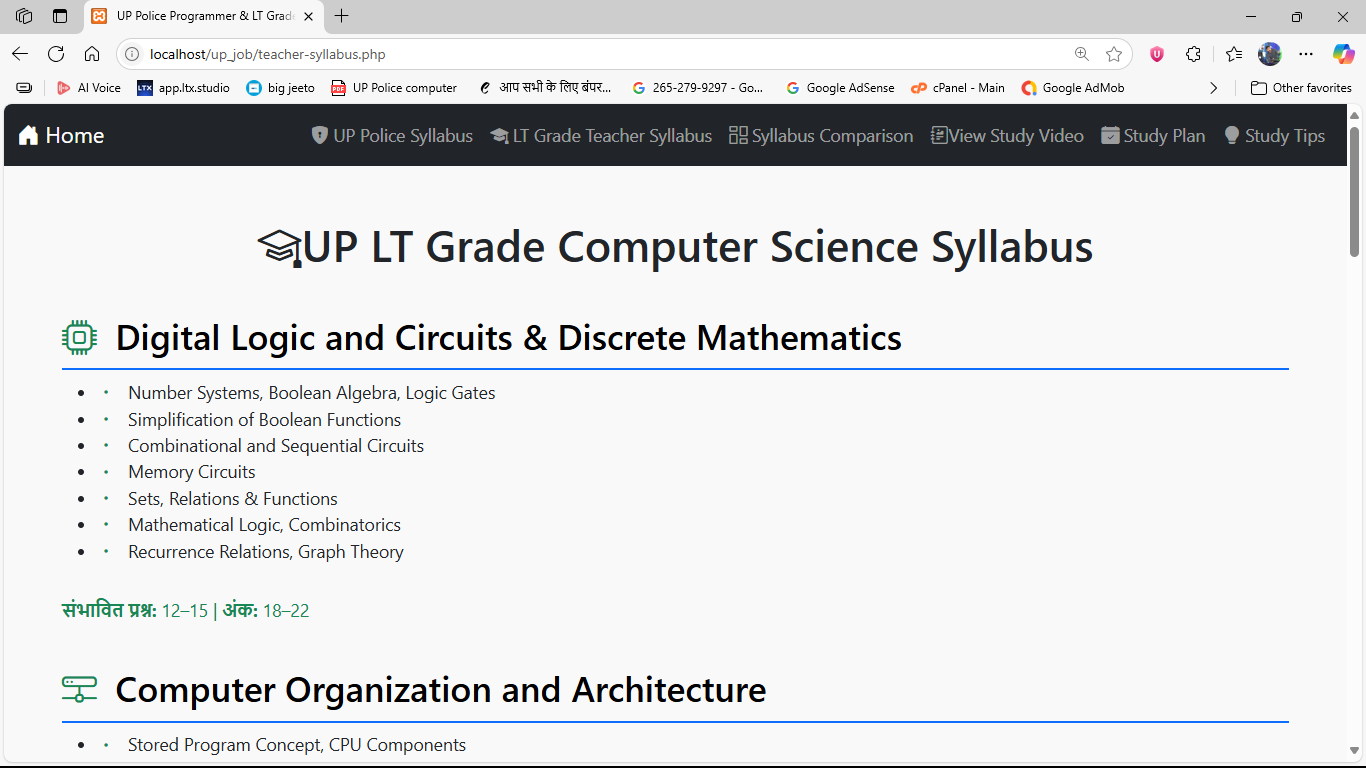 UP Police Programmer & LT Grade
localhost/up_job/teacher-syllabus.php
AI Voice
LTX app.ltx.studio
big jeeto
PDF UP Police computer
आप सभी के लिए बंपर...
265-279-9297 - Go...
Google AdSense
cPanel - Main
Google AdMob
Other favorites
Home
UP Police Syllabus
LT Grade Teacher Syllabus
Syllabus Comparison
View Study Video
Study Plan
Study Tips
UP LT Grade Computer Science Syllabus
Digital Logic and Circuits & Discrete Mathematics
Number Systems, Boolean Algebra, Logic Gates
Simplification of Boolean Functions
Combinational and Sequential Circuits
Memory Circuits
Sets, Relations & Functions
Mathematical Logic, Combinatorics
Recurrence Relations, Graph Theory
संभावित प्रश्न: 12–15 | अंक: 18–22
Computer Organization and Architecture
Stored Program Concept, CPU Components